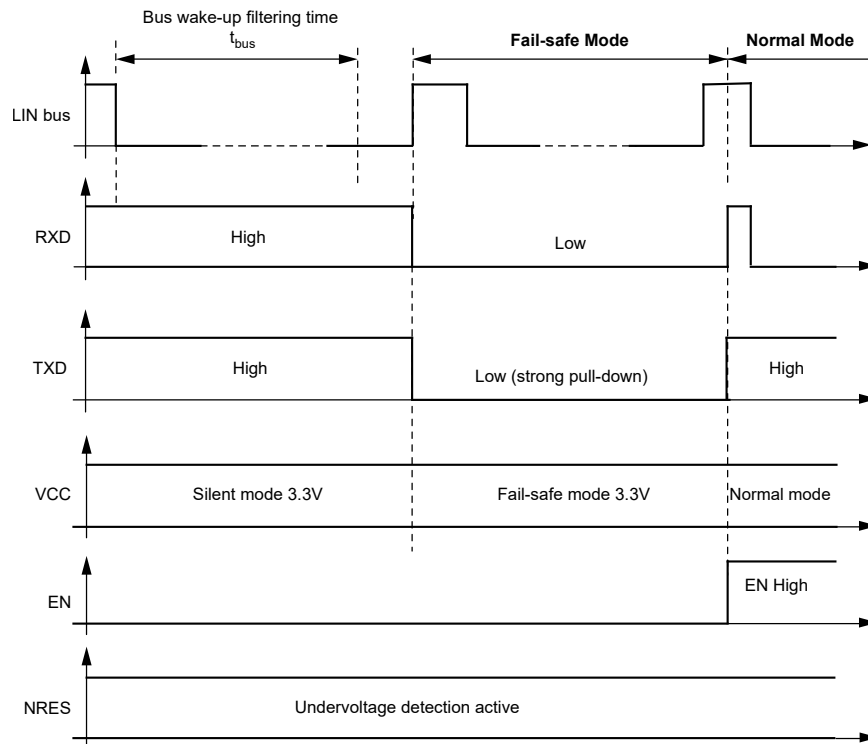 Bus wake-up filtering time
tbus
Fail-safe Mode
Normal Mode
LIN bus
RXD
High
Low
TXD
High
Low (strong pull-down)
High
VCC
Silent mode 3.3V
Fail-safe mode 3.3V
Normal mode
EN
EN High
NRES
Undervoltage detection active